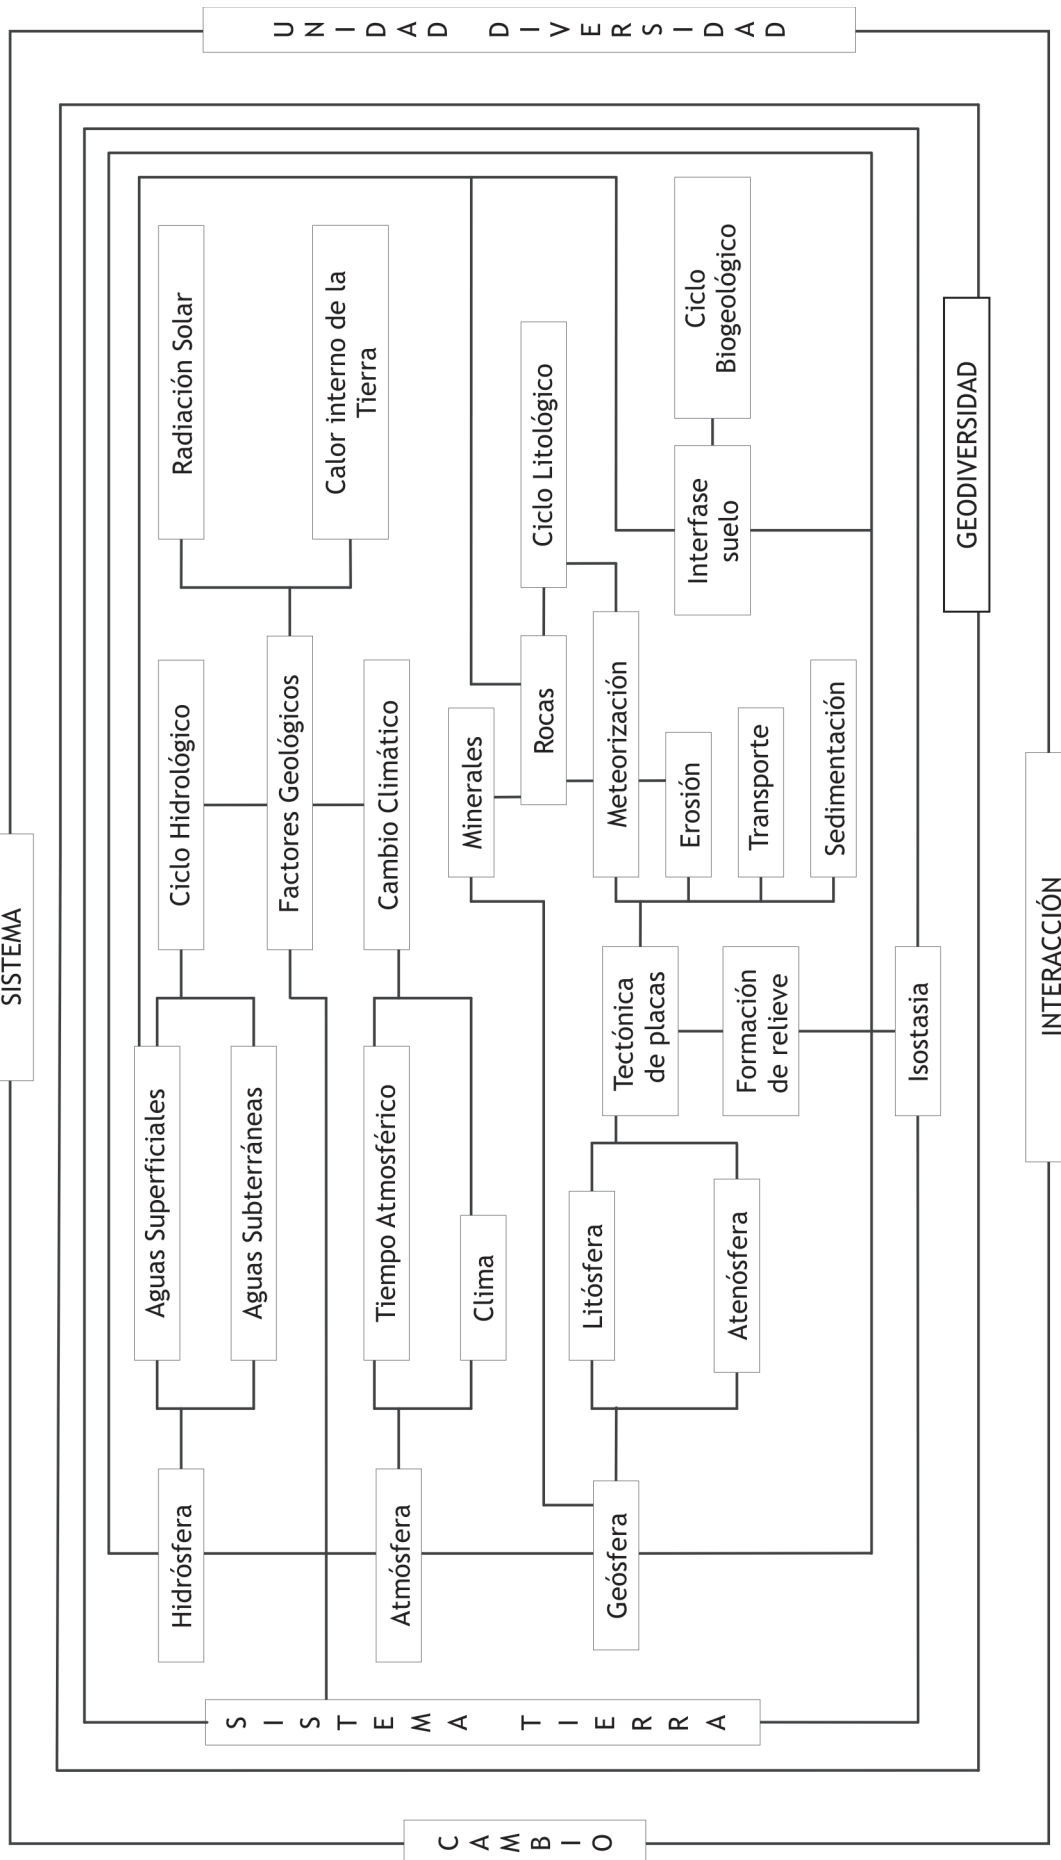 SISTEMA
CAMBIO
SISTEMA TIERRA
UNIDAD DIVERSIDAD
Hidrósfera
Aguas Superficiales
Aguas Subterráneas
Ciclo Hidrológico
Radiación Solar
Factores Geológicos
Calor interno de la
Tierra
Atmósfera
Tiempo Atmosférico
Clima
Cambio Climático
Minerales
Rocas
Ciclo Litológico
Geósfera
Litósfera
Atenósfera
Tectónica
de placas
Formación
de relieve
Meteorización
Erosión
Transporte
Sedimentación
Interfase
suelo
Ciclo
Biogeológico
Isostasia
GEODIVERSIDAD
INTERACCIÓN